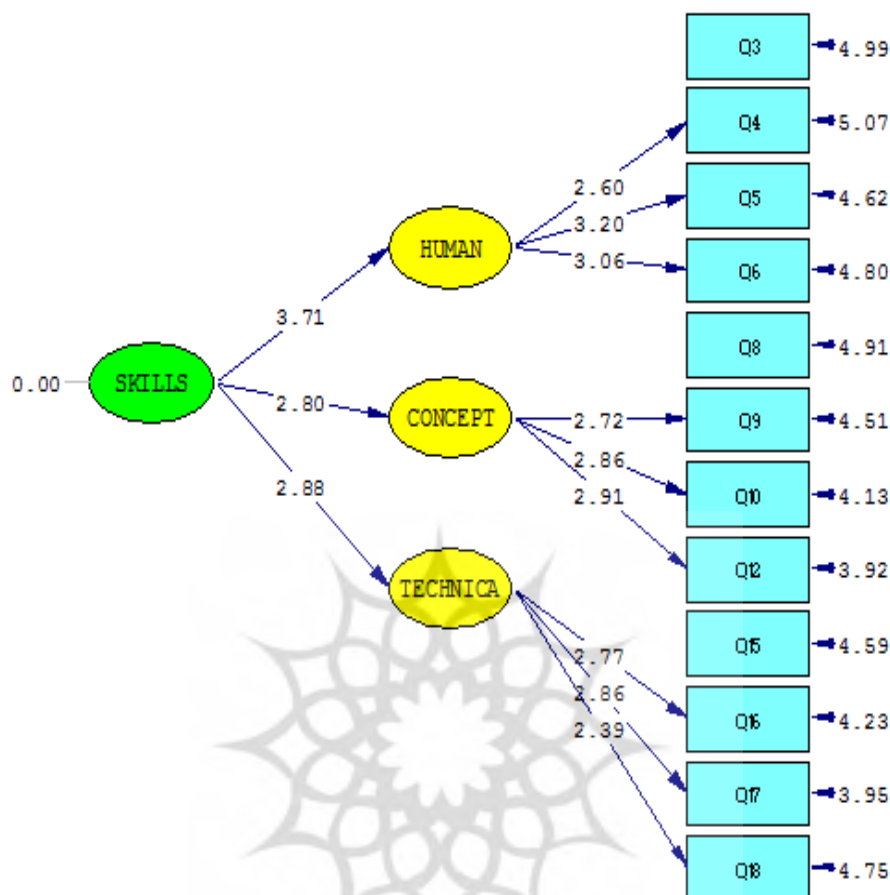 Q3
4.99
Q4
5.07
2.60
Q5
4.62
3.20
HUMAN
3.06
Q6
4.80
3.71
Q8
4.91
0.00
SKILLS
2.80
CONCEPT
2.72
Q9
4.51
2.86
Q10
4.13
2.88
2.91
Q12
3.92
TECHNICA
Q15
4.59
2.77
2.86
Q16
4.23
2.39
Q17
3.95
Q18
4.75